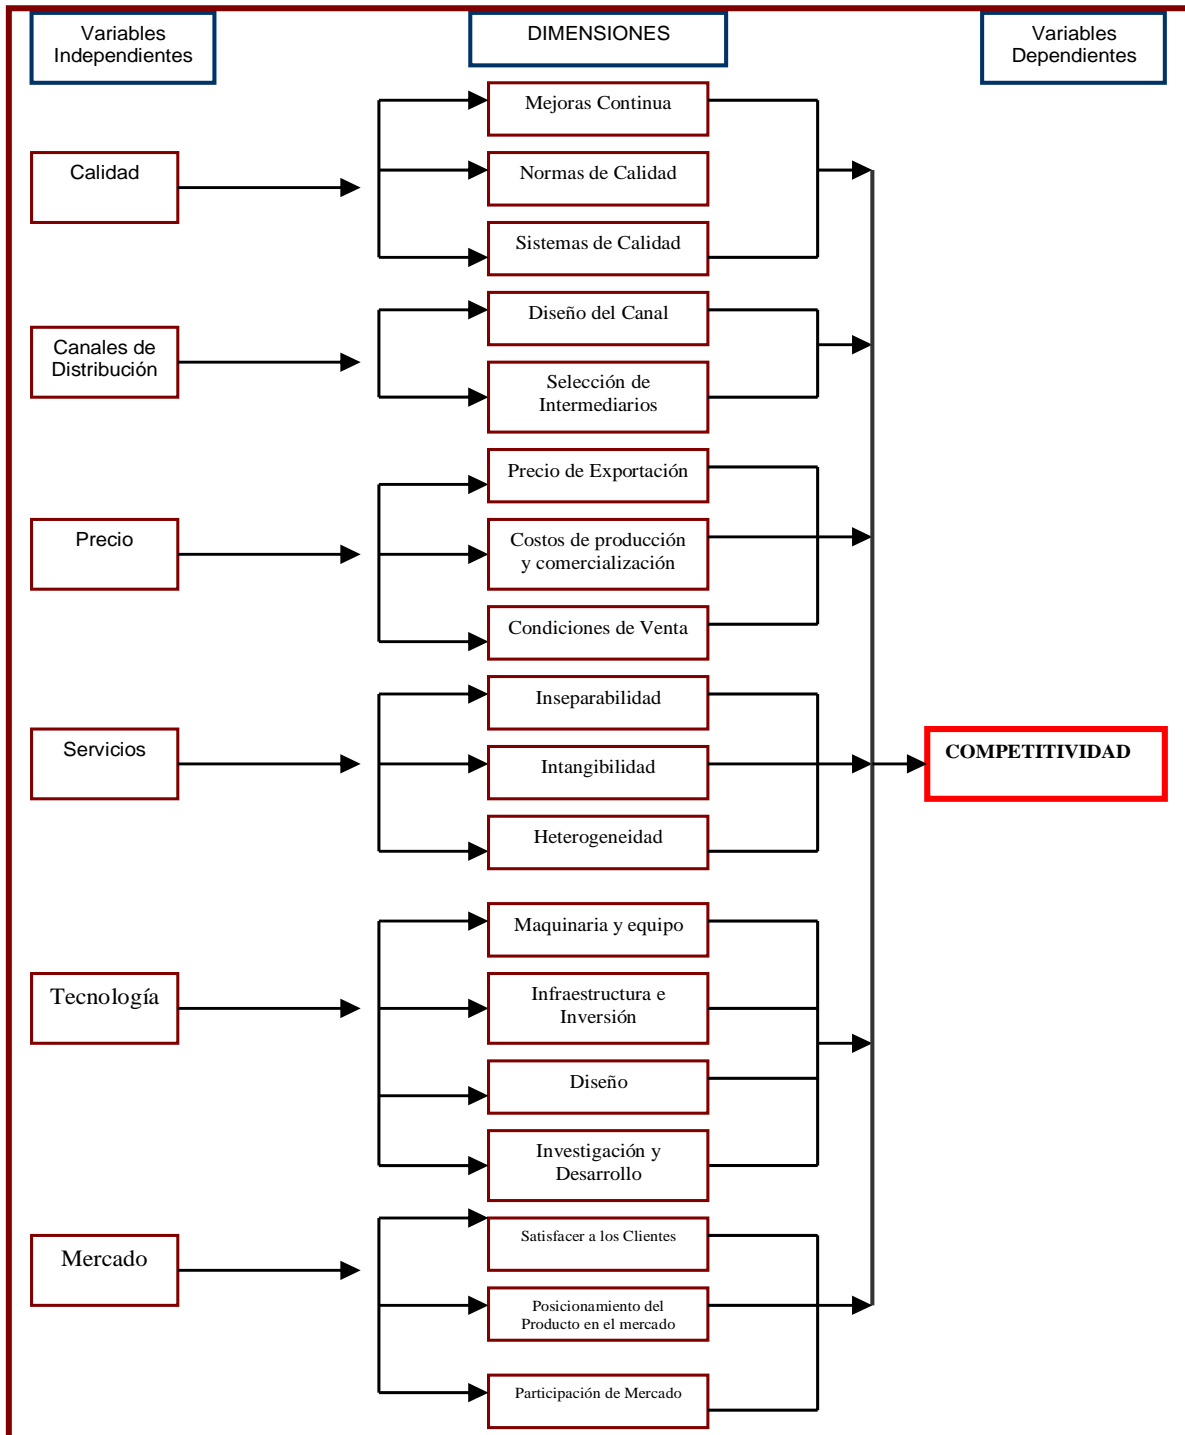 Variables
Independientes
DIMENSIONES
Variables
Dependientes
Calidad
Mejoras Continua
Normas de Calidad
Sistemas de Calidad
Canales de
Distribución
Diseño del Canal
Selección de
Intermediarios
Precio
Precio de Exportación
Costos de producción
y comercialización
Condiciones de Venta
Servicios
Inseparabilidad
Intangibilidad
Heterogeneidad
COMPETITIVIDAD
Tecnología
Maquinaria y equipo
Infraestructura e
Inversión
Diseño
Investigación y
Desarrollo
Mercado
Satisfacer a los Clientes
Posicionamiento del
Producto en el mercado
Participación de Mercado